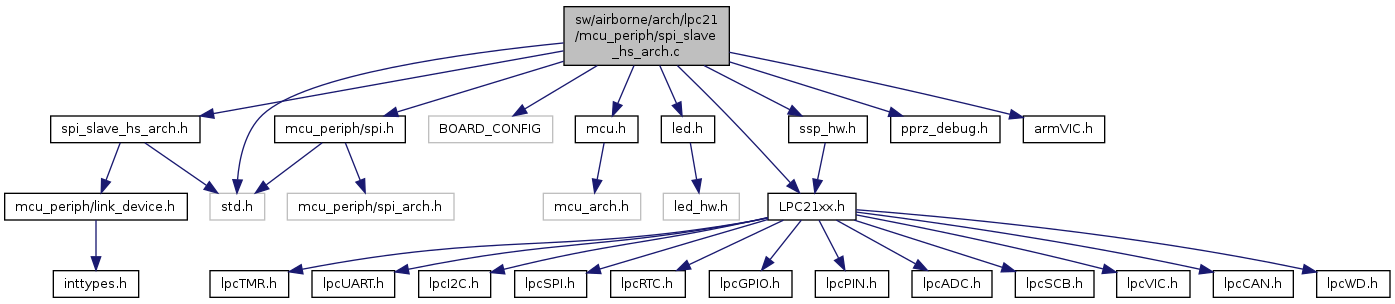 sw/airborne/arch/lpc21
/mcu_periph/spi_slave
_hs_arch.c
spi_slave_hs_arch.h
mcu_periph/spi.h
BOARD_CONFIG
mcu.h
led.h
ssp_hw.h
pprz_debug.h
armVIC.h
mcu_periph/link_device.h
std.h
mcu_periph/spi_arch.h
mcu_arch.h
led_hw.h
LPC21xx.h
inttypes.h
lpcTMR.h
lpcUART.h
lpcI2C.h
lpcSPI.h
lpcRTC.h
lpcGPIO.h
lpcPIN.h
lpcADC.h
lpcSCB.h
lpcVIC.h
lpcCAN.h
lpcWD.h